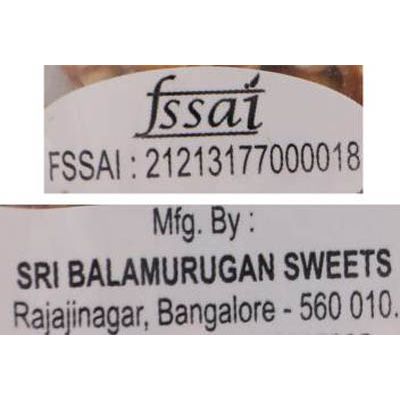 fssai
FSSAI : 21213177000018
Mfg. By :
SRI BALAMURUGAN SWEETS
Rajajinagar, Bangalore - 560 010.